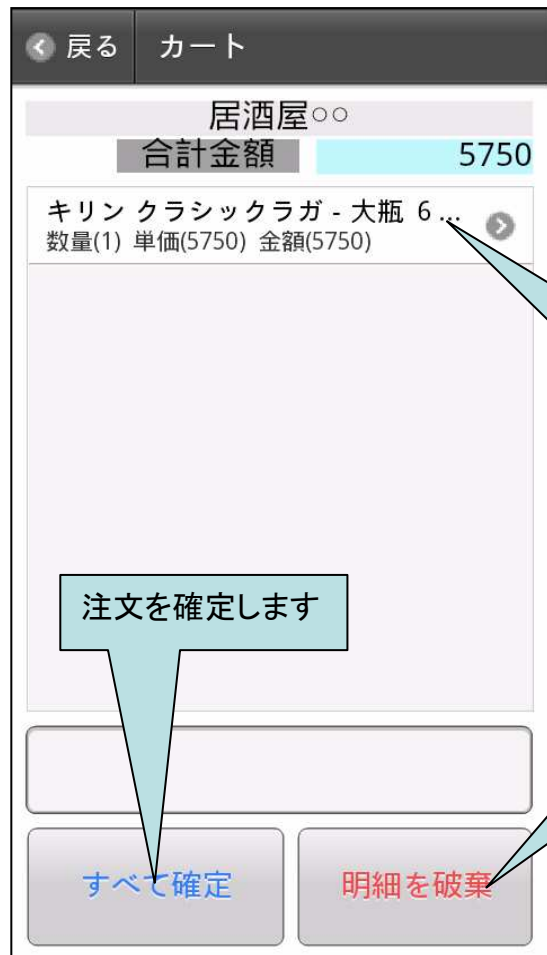 戻る カート
居酒屋○○
合計金額 5750
キリン クラシックラガ - 大瓶 6...
数量(1) 単価(5750) 金額(5750)
注文を確定します
すべて確定 明細を破棄